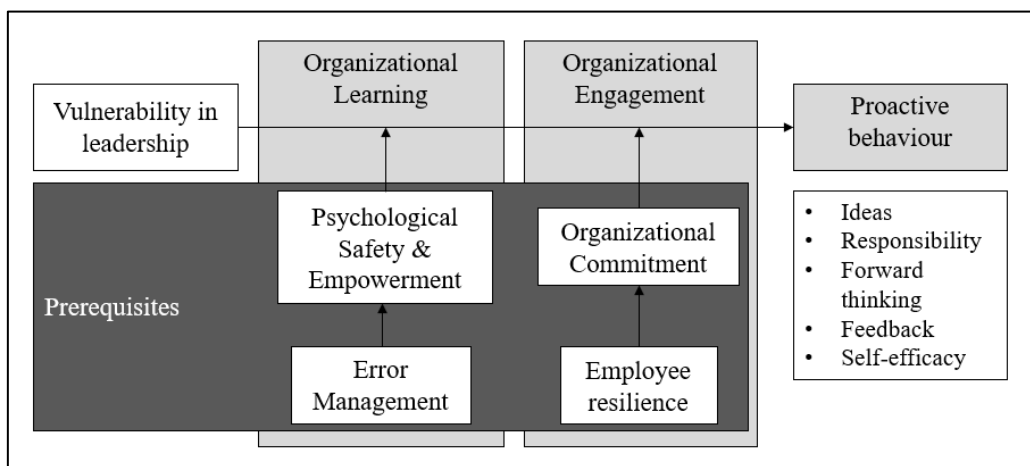 Vulnerability in
leadership
Organizational
Learning
Organizational
Engagement
Proactive
behaviour
Prerequisites
Psychological
Safety &
Empowerment
Error
Management
Organizational
Commitment
Employee
resilience
• Ideas
• Responsibility
• Forward
thinking
• Feedback
• Self-efficacy